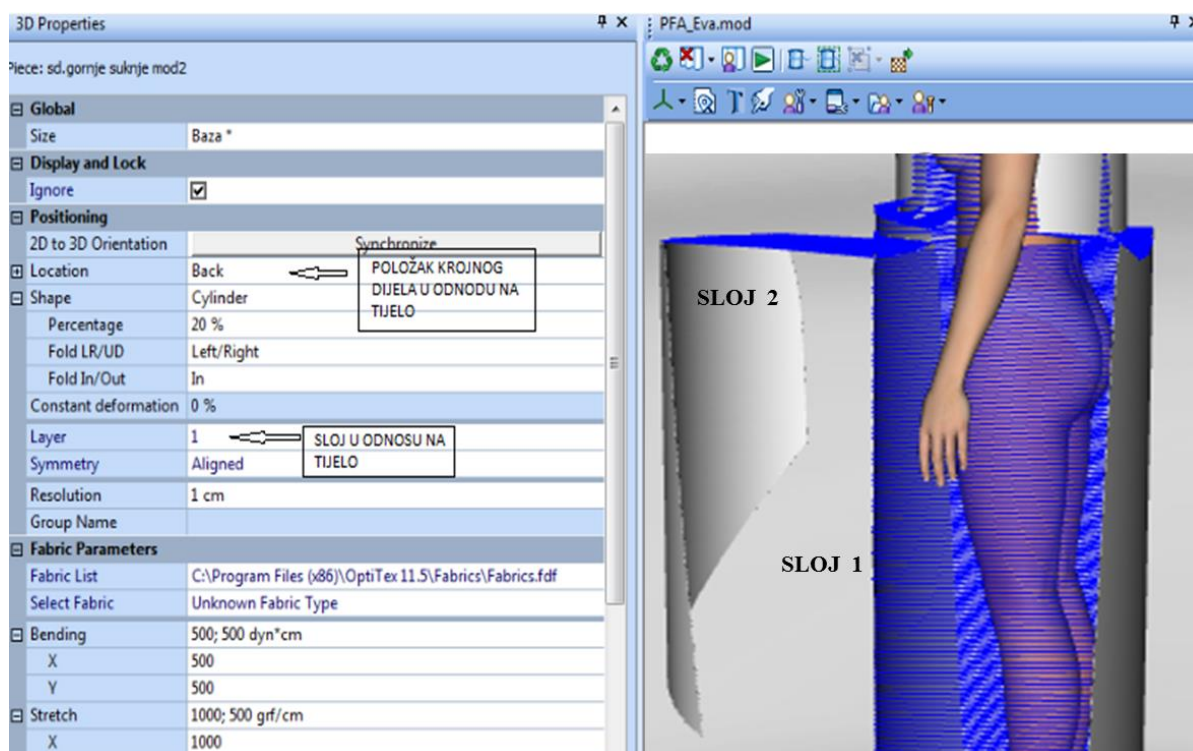 3D Properties
Piece: sd.gornje suknje mod2
Global
Size Baza *
Display and Lock
Ignore
Positioning
2D to 3D Orientation Synchronize
Location Back
POLOŽAK KROJNOG
DIJELA U ODNODU NA
TIJELO
Shape Cylinder
Percentage 20 %
Fold LR/UD Left/Right
Fold In/Out In
Constant deformation 0 %
Layer 1
SLOJ U ODNOSU NA
TIJELO
Symmetry Aligned
Resolution 1 cm
Group Name
Fabric Parameters
Fabric List C:\Program Files (x86)\OptiTex 11.5\Fabrics\Fabrics.fdf
Select Fabric Unknown Fabric Type
Bending 500; 500 dyn*cm
X 500
Y 500
Stretch 1000; 500 grf/cm
X 1000
PFA_Eva.mod
SLOJ 2
SLOJ 1